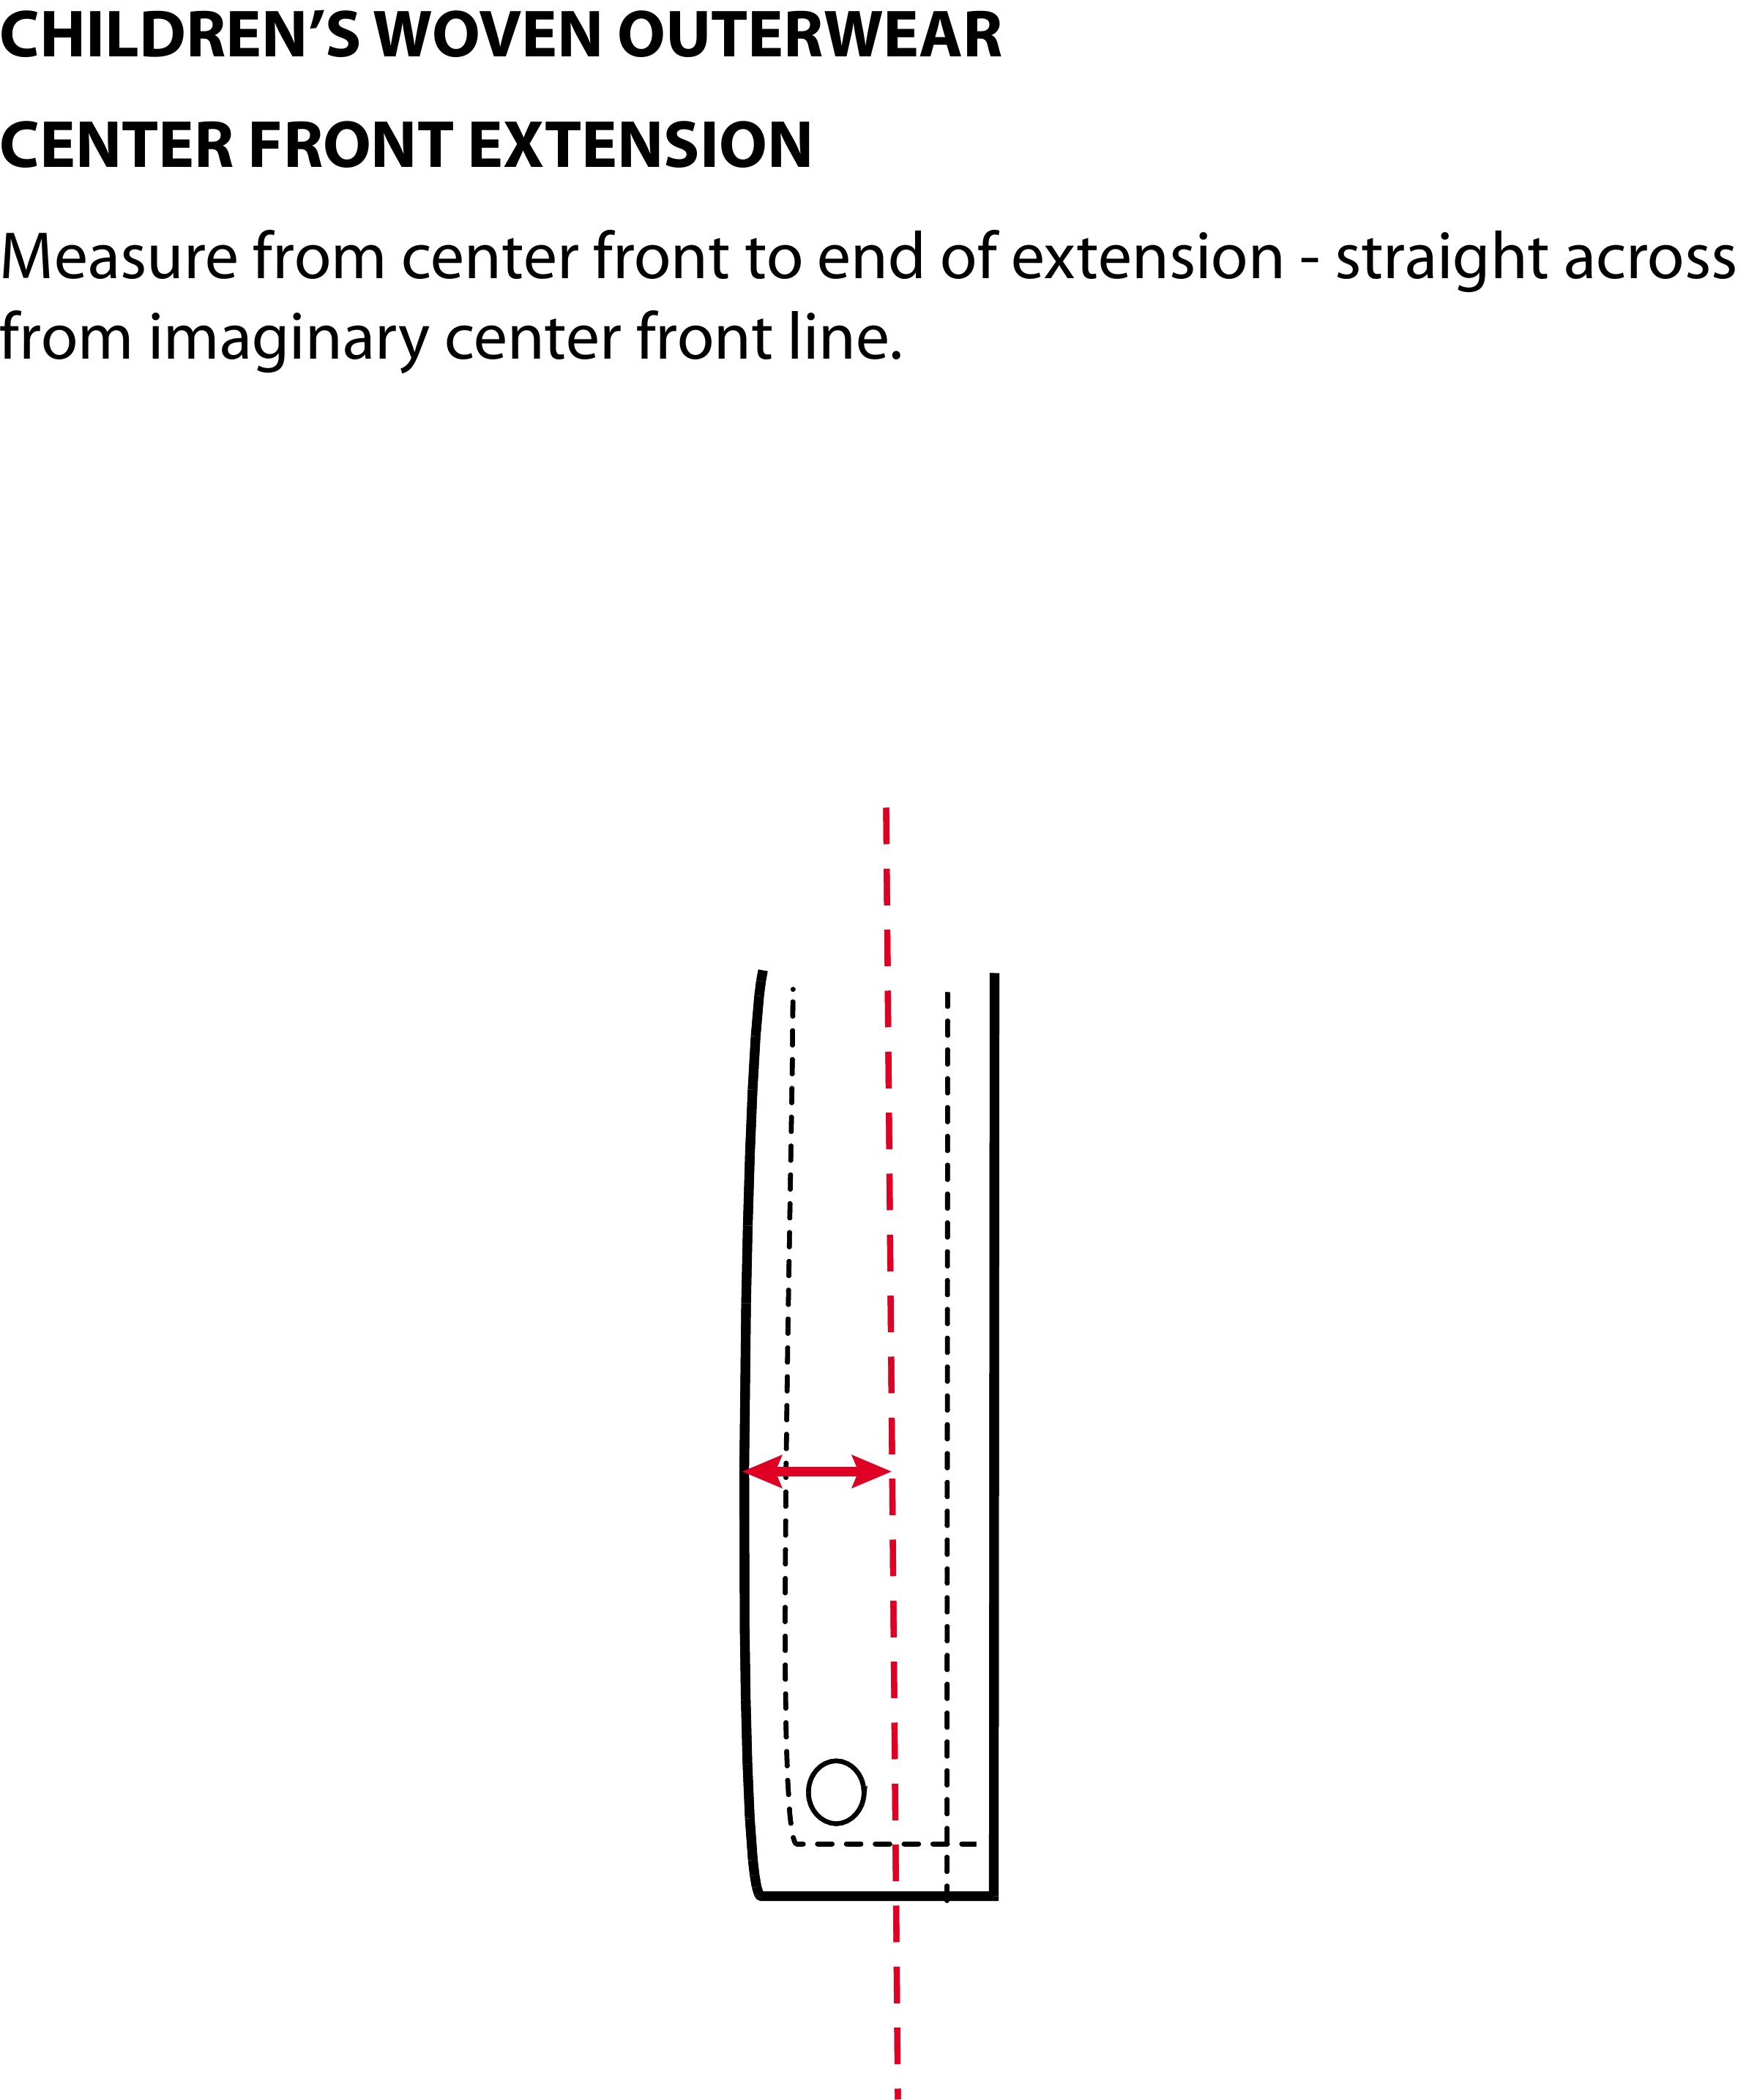 CHILDREN’S WOVEN OUTERWEAR
CENTER FRONT EXTENSION
Measure from center front to end of extension - straight across
from imaginary center front line.